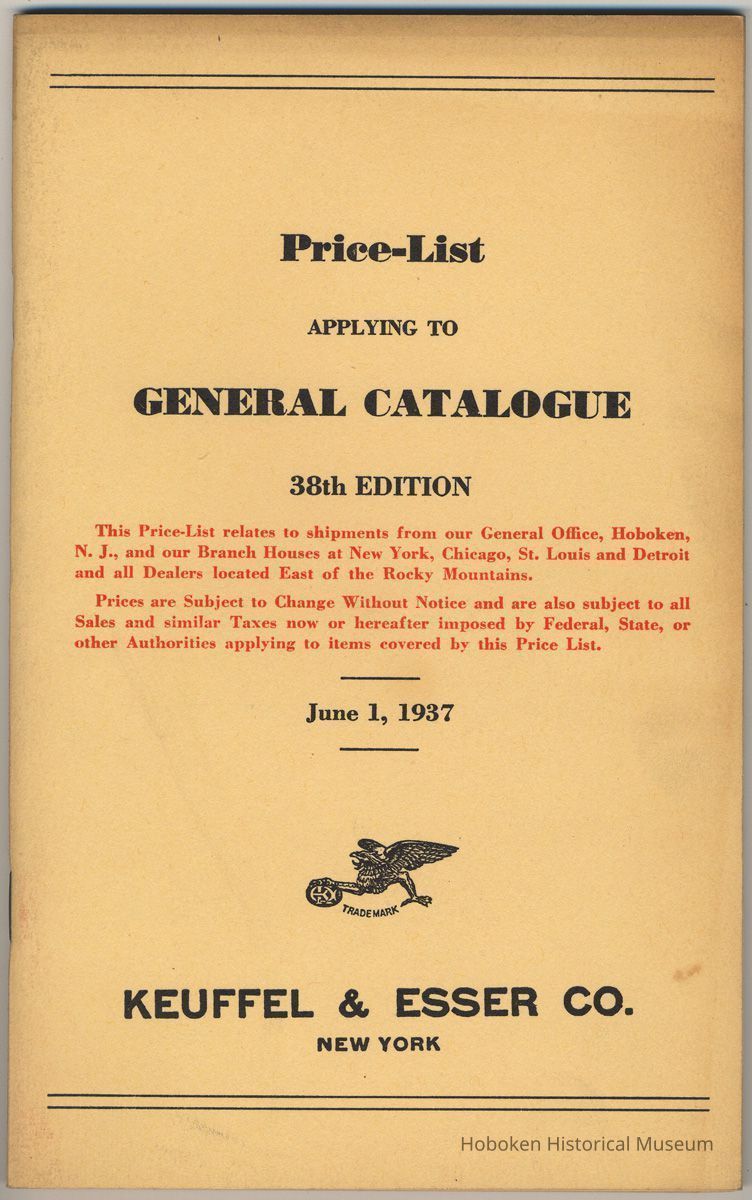 Price-List
APPLYING TO
GENERAL CATALOGUE
38th EDITION
This Price-List relates to shipments from our General Office, Hoboken,
N. J., and our Branch Houses at New York, Chicago, St. Louis and Detroit
and all Dealers located East of the Rocky Mountains.
Prices are Subject to Change Without Notice and are also subject to all
Sales and similar Taxes now or hereafter imposed by Federal, State, or
other Authorities applying to items covered by this Price List.
June 1, 1937
TRADEMARK
KEUFFEL & ESSER CO.
NEW YORK
Hoboken Historical Museum